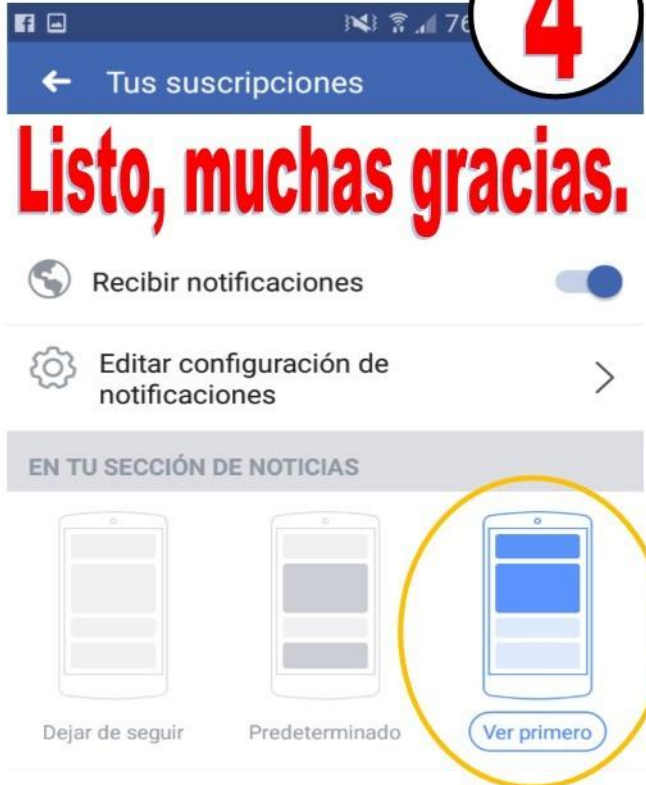 76
4
Tus suscripciones
Listo, muchas gracias.
Recibir notificaciones
Editar configuración de
notificaciones
EN TU SECCIÓN DE NOTICIAS
Dejar de seguir
Predeterminado
Ver primero